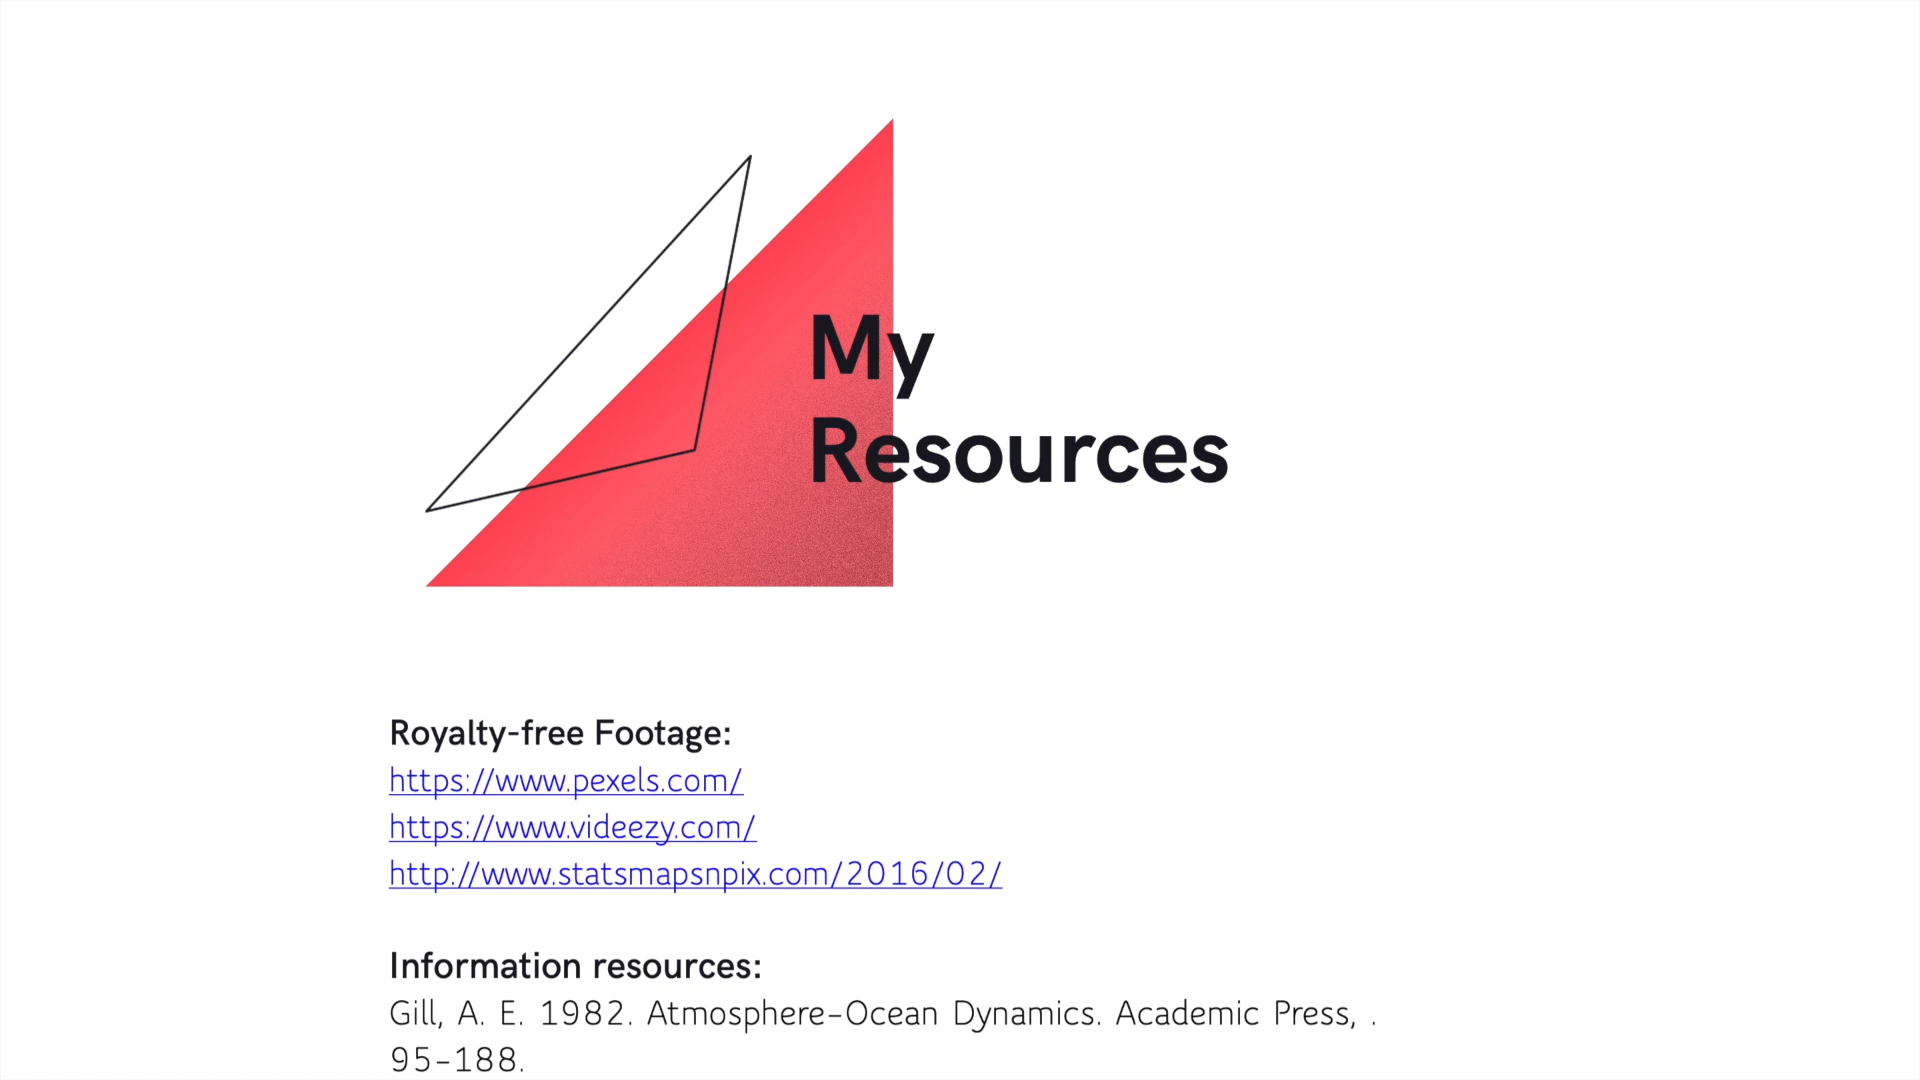 My
Resources
Royalty-free Footage:
https://www.pexels.com/
https://www.videezy.com/
http://www.statsmapsnpix.com/2016/02/
Information resources:
Gill, A. E. 1982. Atmosphere-Ocean Dynamics. Academic Press, .
95-188.